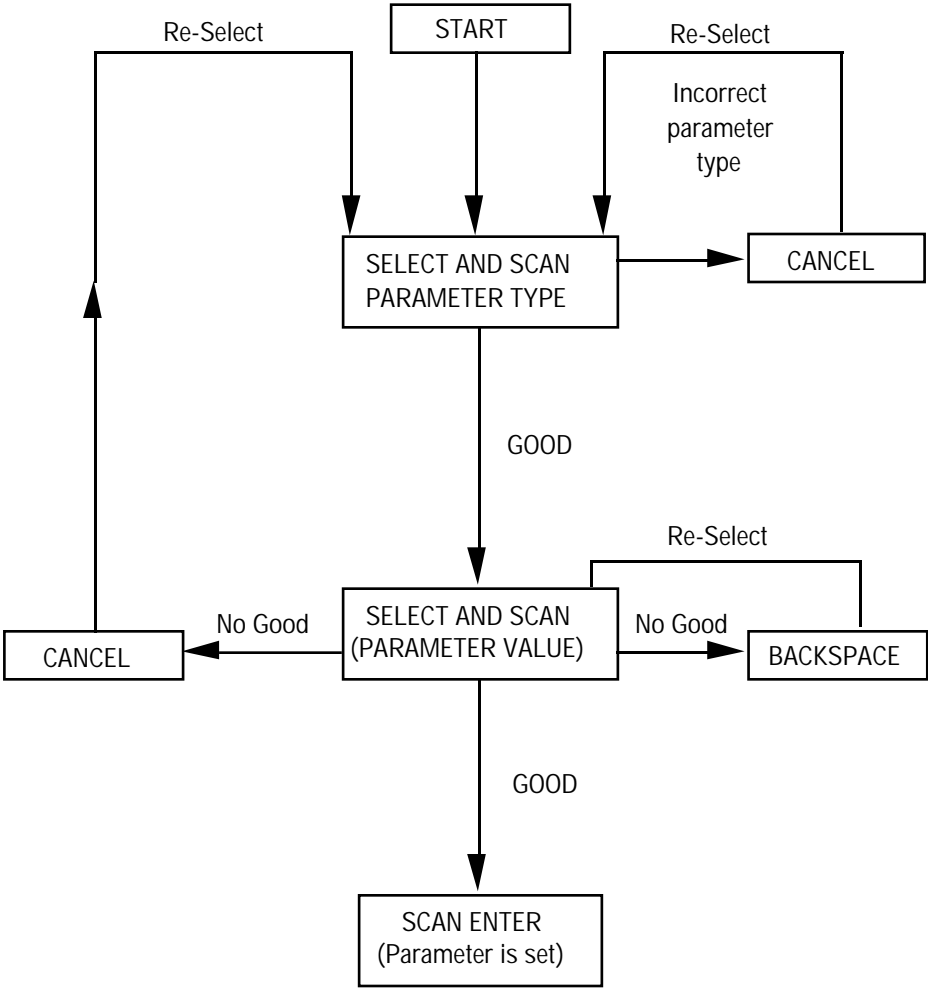 Re-Select
START
Re-Select
Incorrect
parameter
type
SELECT AND SCAN
PARAMETER TYPE
CANCEL
GOOD
Re-Select
No Good
SELECT AND SCAN
(PARAMETER VALUE)
No Good
CANCEL
BACKSPACE
GOOD
SCAN ENTER
(Parameter is set)